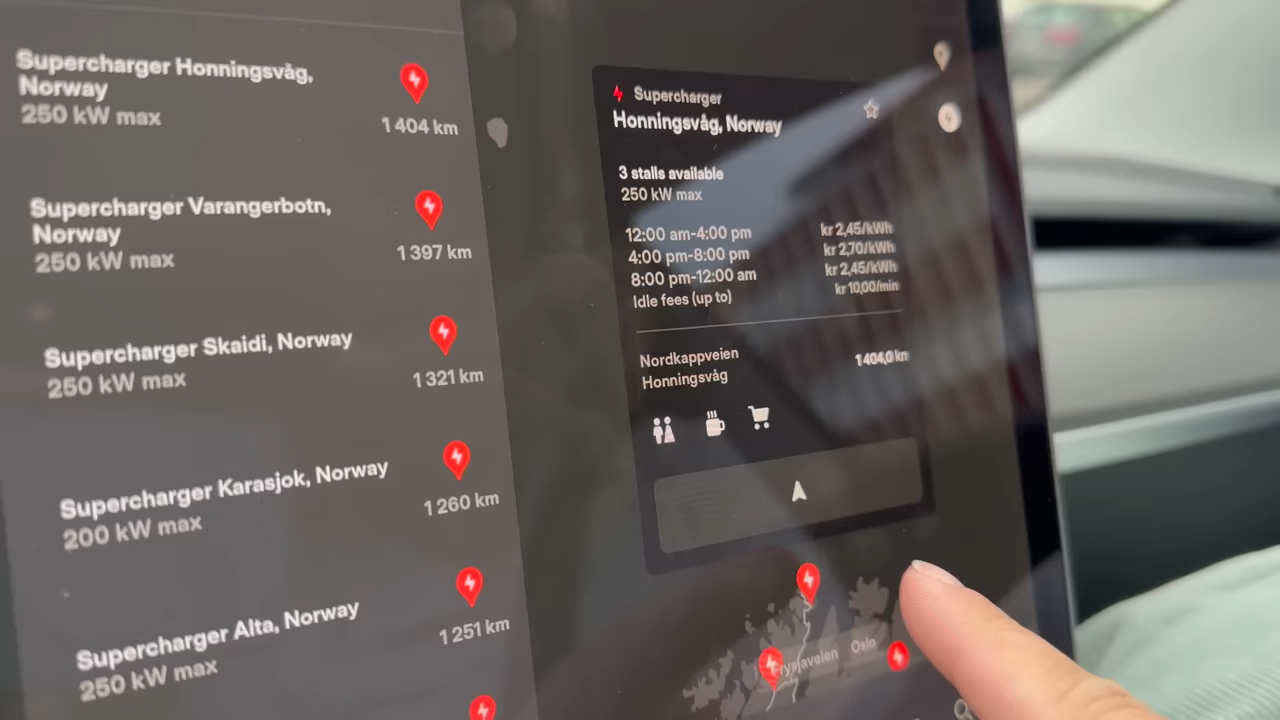 Supercharger Honningsvåg,
Norway
250 kW max
1 404 km
Supercharger Varangerbotn,
Norway
250 kW max
1 397 km
Supercharger Skaidi, Norway
250 kW max
1 321 km
Supercharger Karasjok, Norway
200 kW max
1 260 km
Supercharger Alta, Norway
250 kW max
1 251 km
Supercharger
Honningsvåg, Norway
3 stalls available
250 kW max
12:00 am-4:00 pm kr 2,45/kWh
4:00 pm-8:00 pm kr 2,70/kWh
8:00 pm-12:00 am kr 2,45/kWh
Idle fees (up to) kr 10,00/min
Nordkappveien 1 404,0 km
Honningsvåg
Oslo